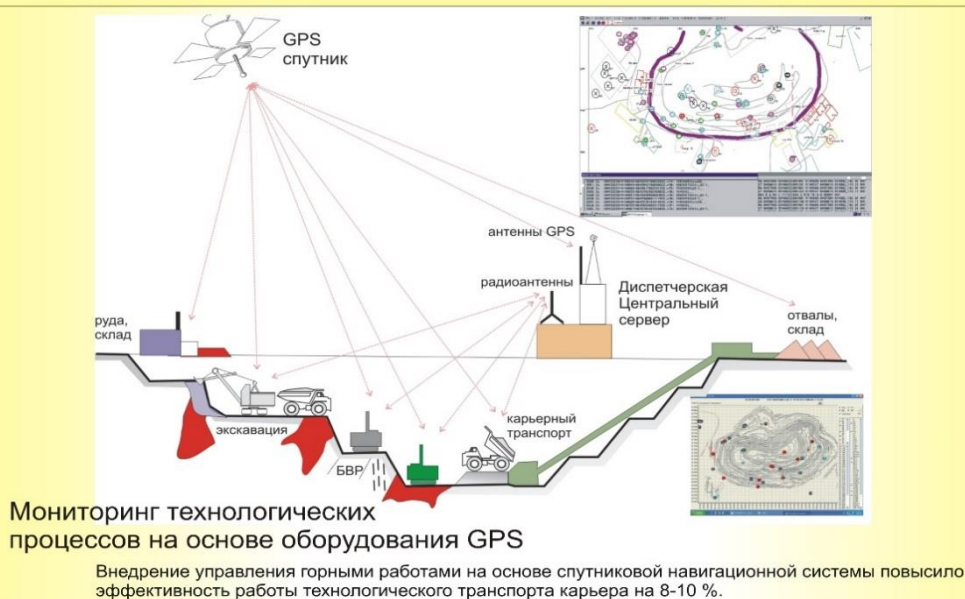 GPS
спутник
антенны GPS
радиоантенны
Диспетчерская
Центральный
сервер
отвалы,
склад
руда,
склад
экскавация
карьерный
транспорт
БВР
Мониторинг технологических
процессов на основе оборудования GPS
Внедрение управления горными работами на основе спутниковой навигационной системы повысило
эффективность работы технологического транспорта карьера на 8-10 %.